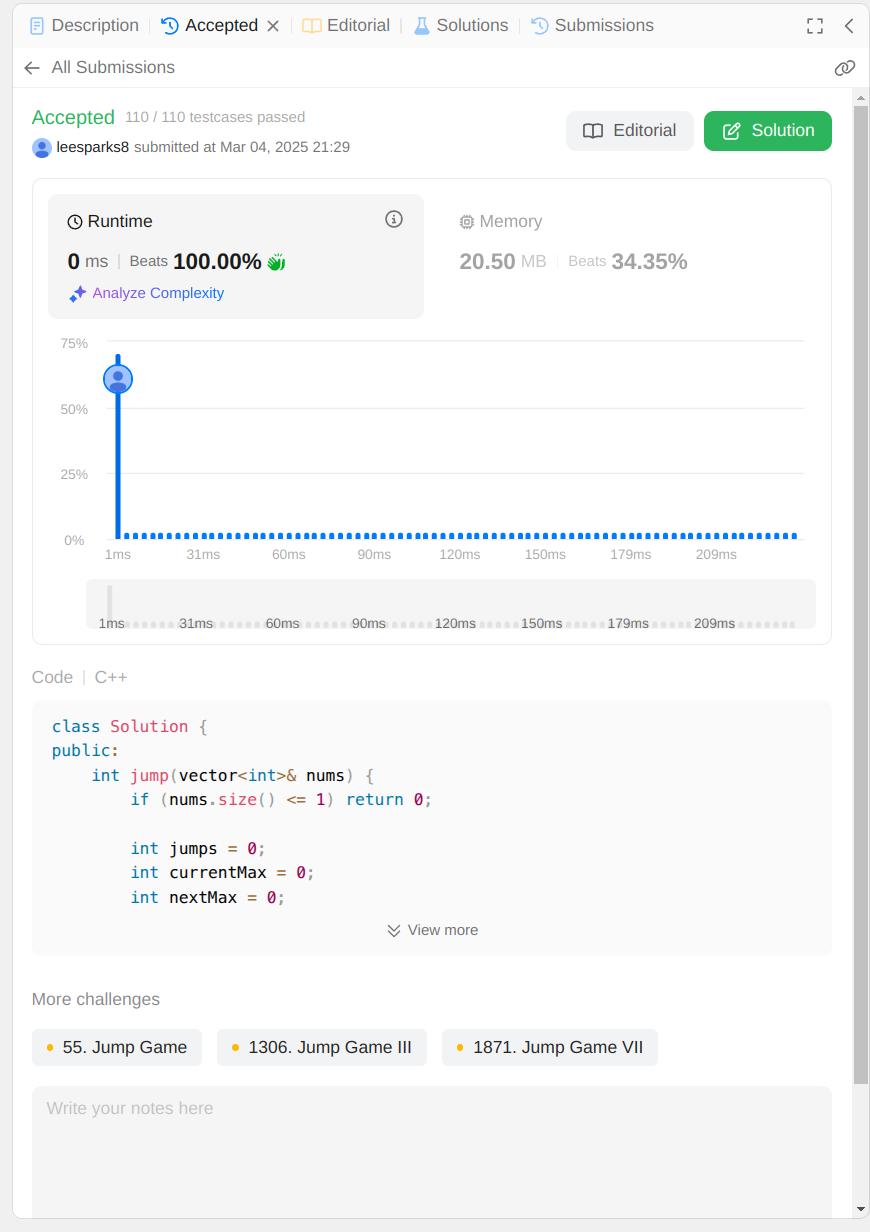 Description Accepted Editorial Solutions Submissions
All Submissions
Accepted 110 / 110 testcases passed
leesparks8 submitted at Mar 04, 2025 21:29
Editorial Solution
Runtime
0 ms Beats 100.00%
Analyze Complexity
Memory
20.50 MB Beats 34.35%
75%
50%
25%
0%
1ms 31ms 60ms 90ms 120ms 150ms 179ms 209ms
1ms 31ms 60ms 90ms 120ms 150ms 179ms 209ms
Code C++
class Solution {
public:
    int jump(vector<int>& nums) {
        if (nums.size() <= 1) return 0;
        int jumps = 0;
        int currentMax = 0;
        int nextMax = 0;
View more
More challenges
55. Jump Game 1306. Jump Game III 1871. Jump Game VII
Write your notes here